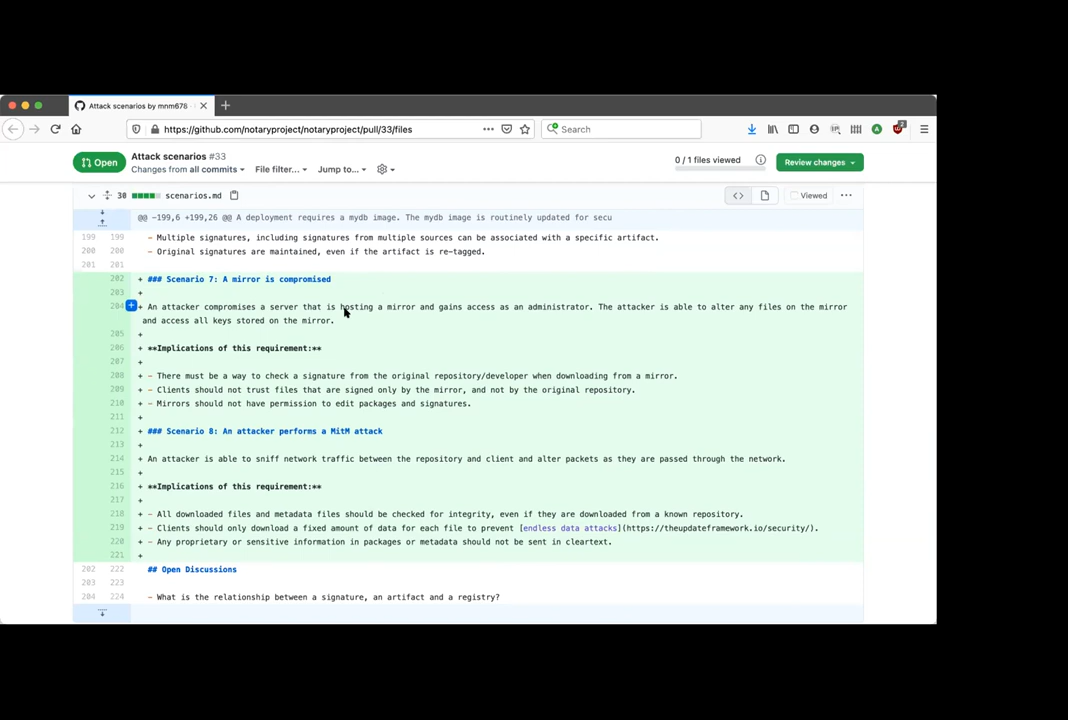 Attack scenarios by mnm678 ·
https://github.com/notaryproject/notaryproject/pull/33/files
Search
2
Open
Attack scenarios #33
Changes from all commits
File filter...
Jump to...
0 / 1 files viewed
Review changes
30
scenarios.md
Viewed
@@ -199,6 +199,26 @@ A deployment requires a mydb image. The mydb image is routinely updated for secu
199 199 - Multiple signatures, including signatures from multiple sources can be associated with a specific artifact.
200 200 - Original signatures are maintained, even if the artifact is re-tagged.
201 201
202 + ### Scenario 7: A mirror is compromised
203 +
204 + An attacker compromises a server that is hosting a mirror and gains access as an administrator. The attacker is able to alter any files on the mirror
and access all keys stored on the mirror.
205 +
206 + **Implications of this requirement:**
207 +
208 + - There must be a way to check a signature from the original repository/developer when downloading from a mirror.
209 + - Clients should not trust files that are signed only by the mirror, and not by the original repository.
210 + - Mirrors should not have permission to edit packages and signatures.
211 +
212 + ### Scenario 8: An attacker performs a MitM attack
213 +
214 + An attacker is able to sniff network traffic between the repository and client and alter packets as they are passed through the network.
215 +
216 + **Implications of this requirement:**
217 +
218 + - All downloaded files and metadata files should be checked for integrity, even if they are downloaded from a known repository.
219 + - Clients should only download a fixed amount of data for each file to prevent [endless data attacks](https://theupdateframework.io/security/).
220 + - Any proprietary or sensitive information in packages or metadata should not be sent in cleartext.
221 +
202 222 ## Open Discussions
203 223
204 224 - What is the relationship between a signature, an artifact and a registry?